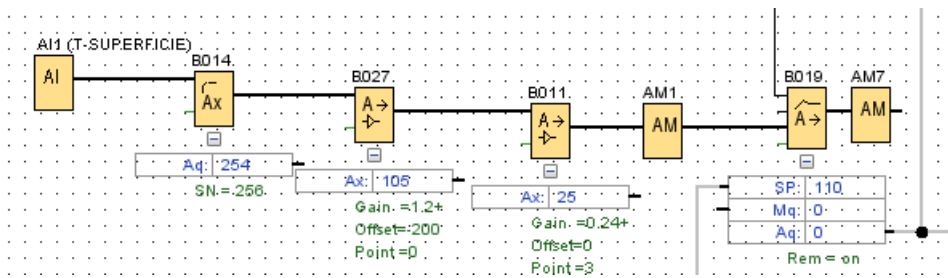 AI1 (T-SUPERFICIE)
AI
B014
Ax
Aq: 254
SN=256
B027
A→
Ax: 105
Gain =1.2+
Offset=-200
Point=0
B011
A→
Ax: 25
Gain =0.24+
Offset=0
Point=3
AM1
AM
B019
A→
SP: 110
Mq: 0
Aq: 0
Rem = on
AM7
AM